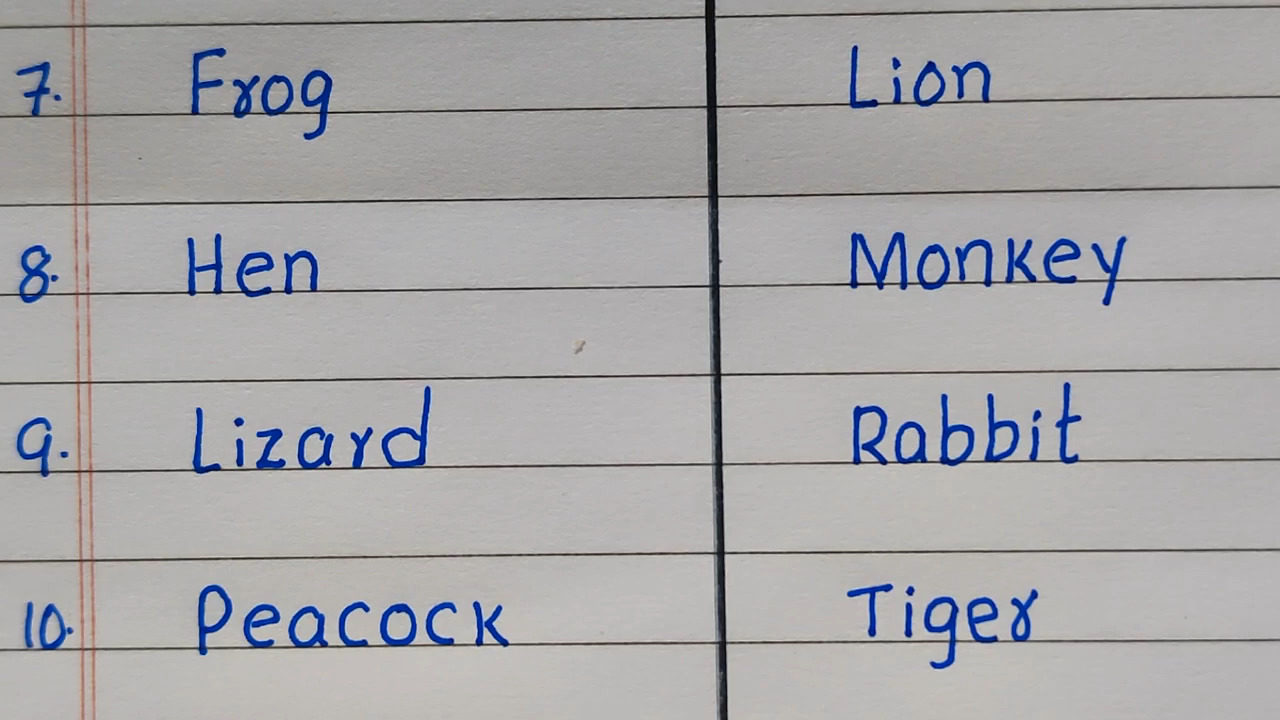 7. Frog Lion
8. Hen Monkey
9. Lizard Rabbit
10. Peacock Tiger